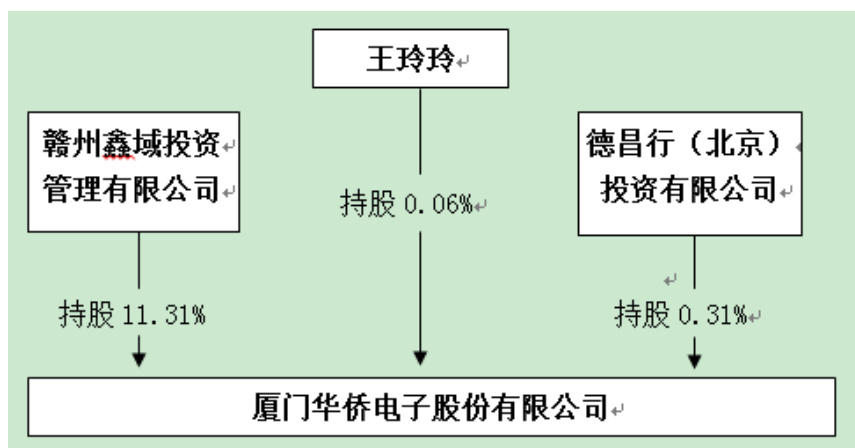 王玲玲
赣州鑫域投资
管理有限公司
德昌行（北京）
投资有限公司
持股 0.06%
持股 11.31%
持股 0.31%
厦门华侨电子股份有限公司